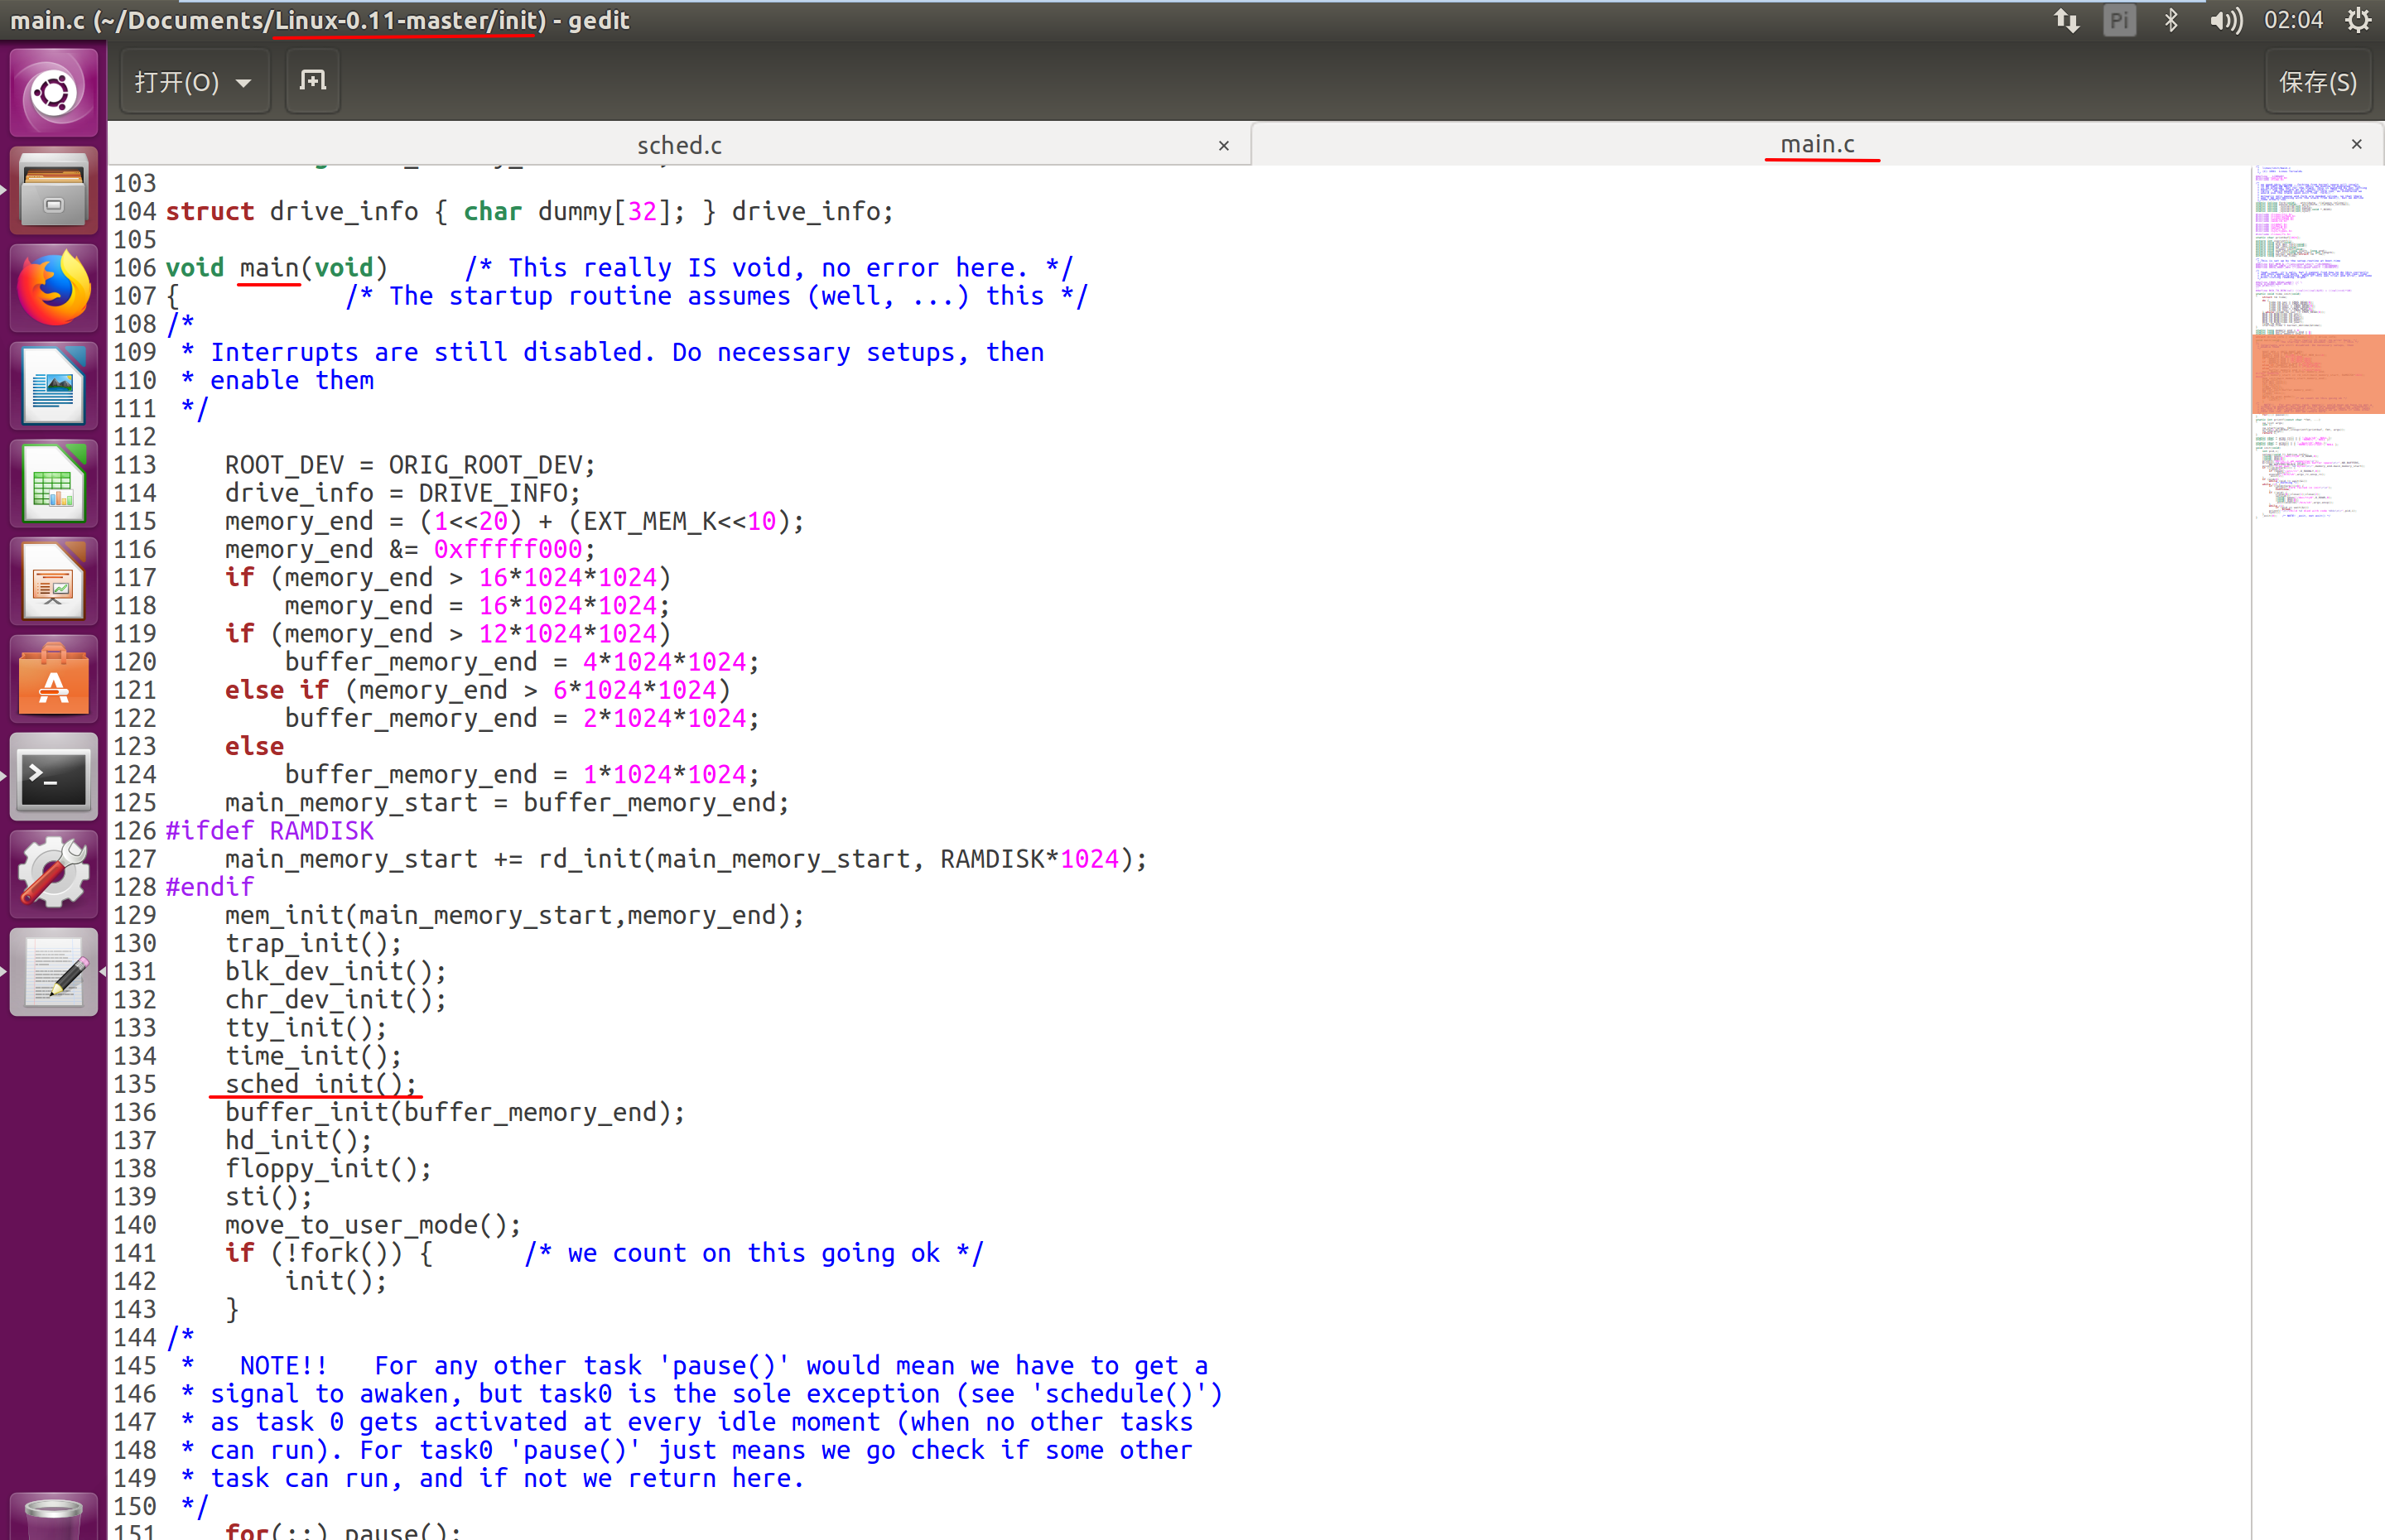 main.c (~/Documents/Linux-0.11-master/init) - gedit
Pi
02:04
打开(O)
保存(S)
sched.c ×
main.c ×
103
104 struct drive_info { char dummy[32]; } drive_info;
105
106 void main(void)     /* This really IS void, no error here. */
107 {           /* The startup routine assumes (well, ...) this */
108 /*
109  * Interrupts are still disabled. Do necessary setups, then
110  * enable them
111  */
112
113     ROOT_DEV = ORIG_ROOT_DEV;
114     drive_info = DRIVE_INFO;
115     memory_end = (1<<20) + (EXT_MEM_K<<10);
116     memory_end &= 0xfffff000;
117     if (memory_end > 16*1024*1024)
118         memory_end = 16*1024*1024;
119     if (memory_end > 12*1024*1024)
120         buffer_memory_end = 4*1024*1024;
121     else if (memory_end > 6*1024*1024)
122         buffer_memory_end = 2*1024*1024;
123     else
124         buffer_memory_end = 1*1024*1024;
125     main_memory_start = buffer_memory_end;
126 #ifdef RAMDISK
127     main_memory_start += rd_init(main_memory_start, RAMDISK*1024);
128 #endif
129     mem_init(main_memory_start,memory_end);
130     trap_init();
131     blk_dev_init();
132     chr_dev_init();
133     tty_init();
134     time_init();
135     sched_init();
136     buffer_init(buffer_memory_end);
137     hd_init();
138     floppy_init();
139     sti();
140     move_to_user_mode();
141     if (!fork()) {      /* we count on this going ok */
142         init();
143     }
144 /*
145  *   NOTE!!   For any other task 'pause()' would mean we have to get a
146  * signal to awaken, but task0 is the sole exception (see 'schedule()')
147  * as task 0 gets activated at every idle moment (when no other tasks
148  * can run). For task0 'pause()' just means we go check if some other
149  * task can run, and if not we return here.
150  */
151     for(;;) pause();